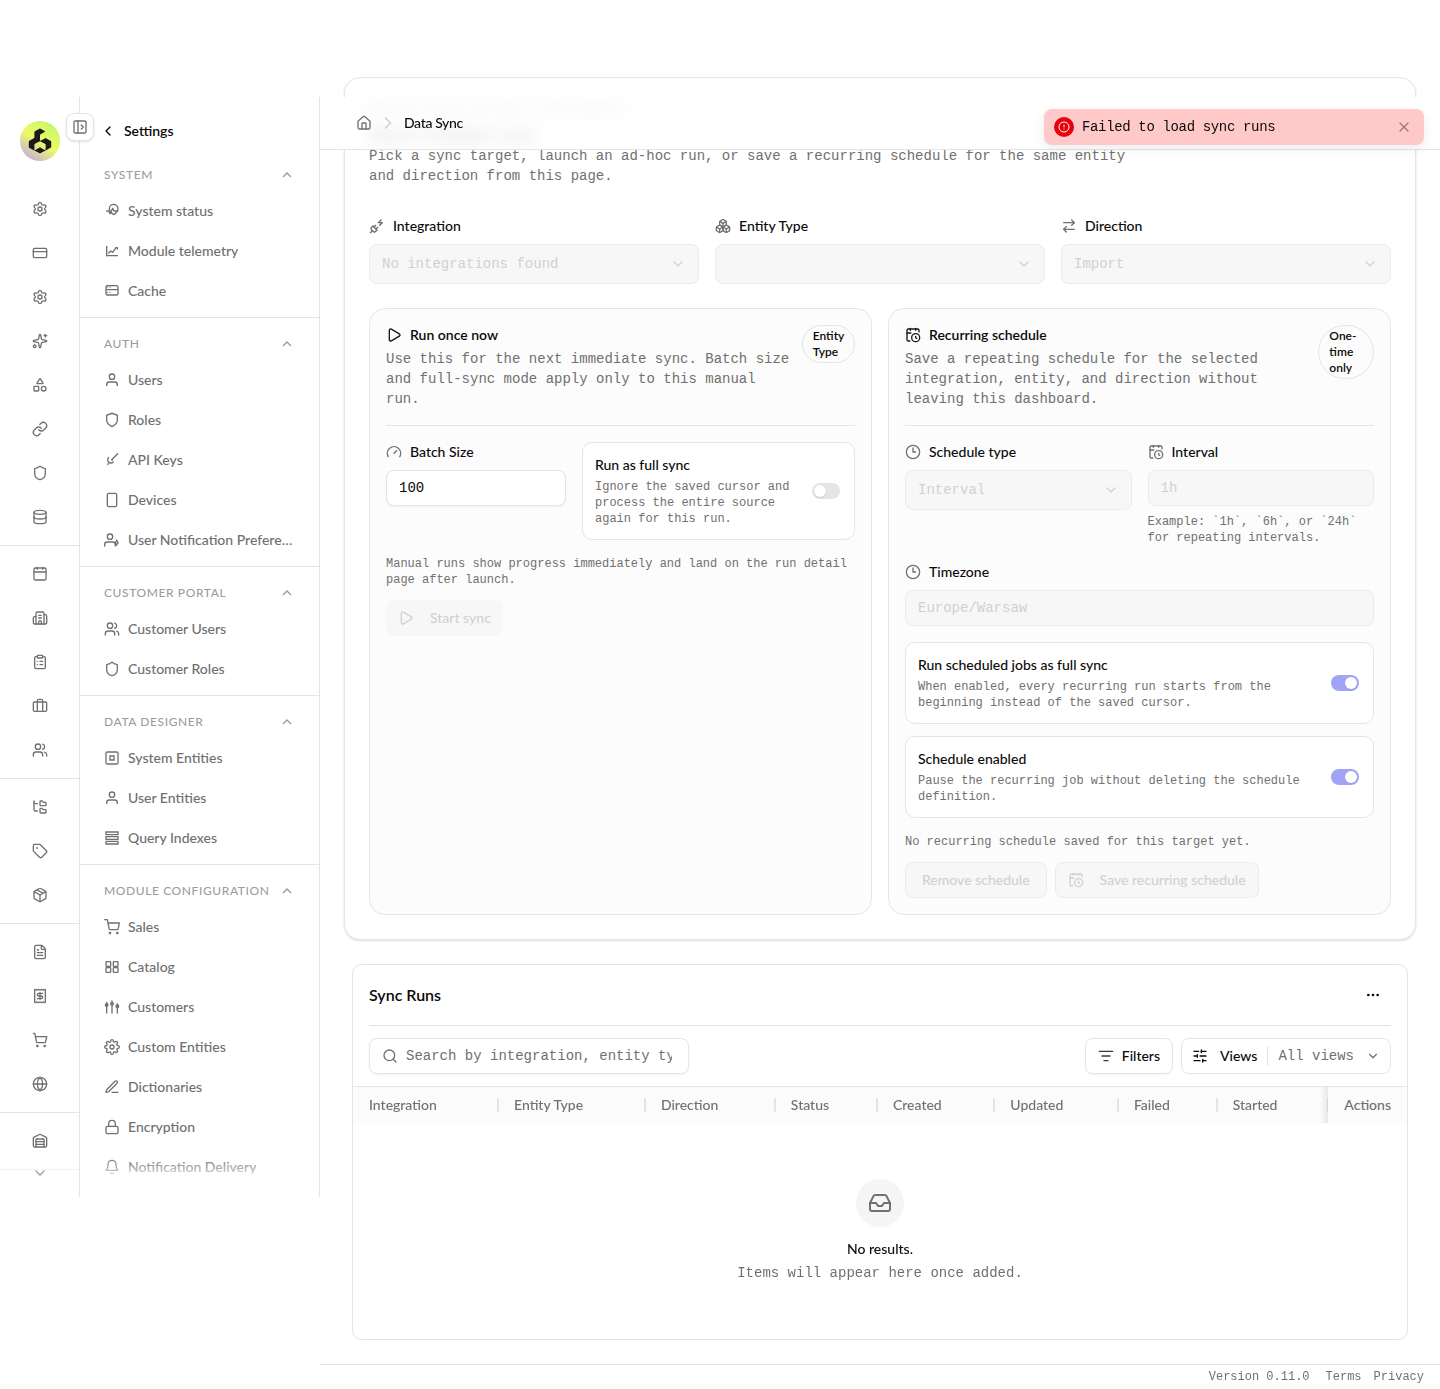 Settings
SYSTEM
System status
Module telemetry
Cache
AUTH
Users
Roles
API Keys
Devices
User Notification Prefere...
CUSTOMER PORTAL
Customer Users
Customer Roles
DATA DESIGNER
System Entities
User Entities
Query Indexes
MODULE CONFIGURATION
Sales
Catalog
Customers
Custom Entities
Dictionaries
Encryption
Notification Delivery
Data Sync
Failed to load sync runs
Pick a sync target, launch an ad-hoc run, or save a recurring schedule for the same entity
and direction from this page.
Integration
No integrations found
Entity Type
Direction
Import
Run once now
Entity
Type
Use this for the next immediate sync. Batch size
and full-sync mode apply only to this manual
run.
Batch Size
100
Run as full sync
Ignore the saved cursor and
process the entire source
again for this run.
Manual runs show progress immediately and land on the run detail
page after launch.
Start sync
Recurring schedule
One-
time
only
Save a repeating schedule for the selected
integration, entity, and direction without
leaving this dashboard.
Schedule type
Interval
Interval
1h
Example: `1h`, `6h`, or `24h`
for repeating intervals.
Timezone
Europe/Warsaw
Run scheduled jobs as full sync
When enabled, every recurring run starts from the
beginning instead of the saved cursor.
Schedule enabled
Pause the recurring job without deleting the schedule
definition.
No recurring schedule saved for this target yet.
Remove schedule
Save recurring schedule
Sync Runs
Search by integration, entity ty
Filters
Views
All views
Integration
Entity Type
Direction
Status
Created
Updated
Failed
Started
Actions
No results.
Items will appear here once added.
Version 0.11.0
Terms
Privacy